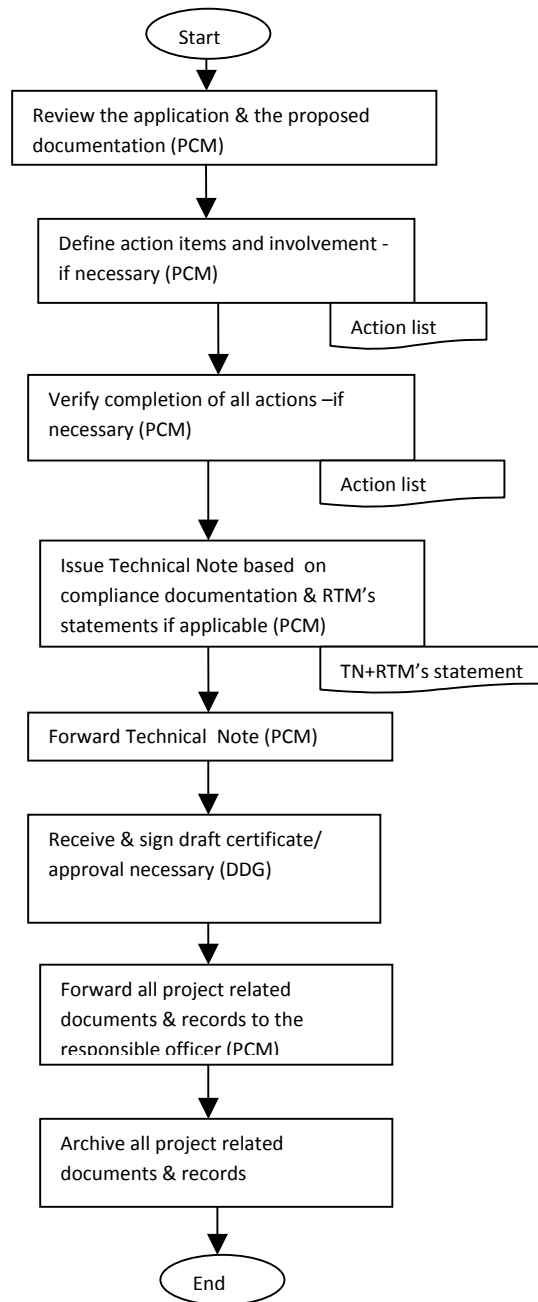 Start
Review the application & the proposed
documentation (PCM)
Define action items and involvement -
if necessary (PCM)
Action list
Verify completion of all actions –if
necessary (PCM)
Action list
Issue Technical Note based on
compliance documentation & RTM's
statements if applicable (PCM)
TN+RTM's statement
Forward Technical Note (PCM)
Receive & sign draft certificate/
approval necessary (DDG)
Forward all project related
documents & records to the
responsible officer (PCM)
Archive all project related
documents & records
End